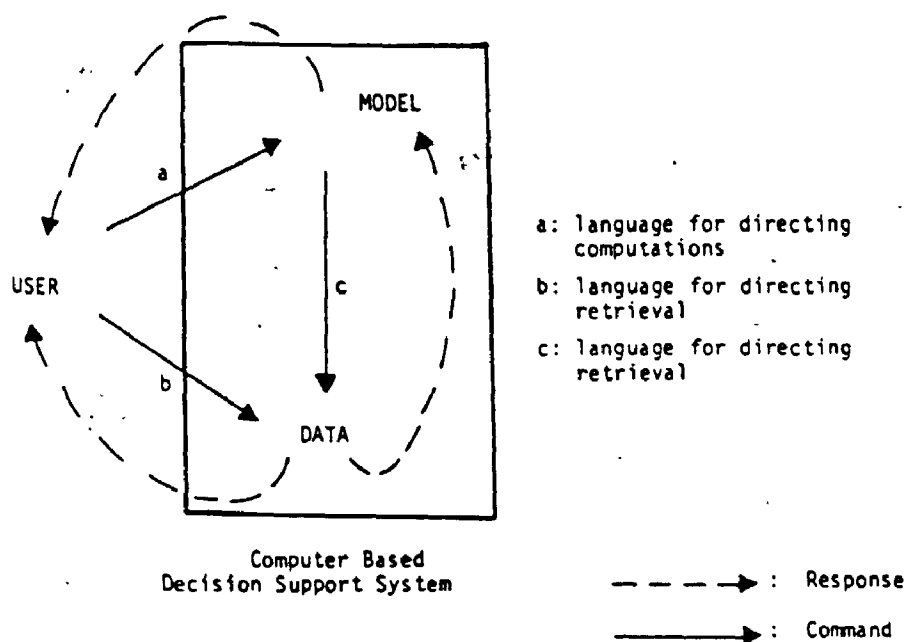 MODEL
a
USER
c
b
DATA
a: language for directing
computations
b: language for directing
retrieval
c: language for directing
retrieval
Computer Based
Decision Support System
: Response
: Command